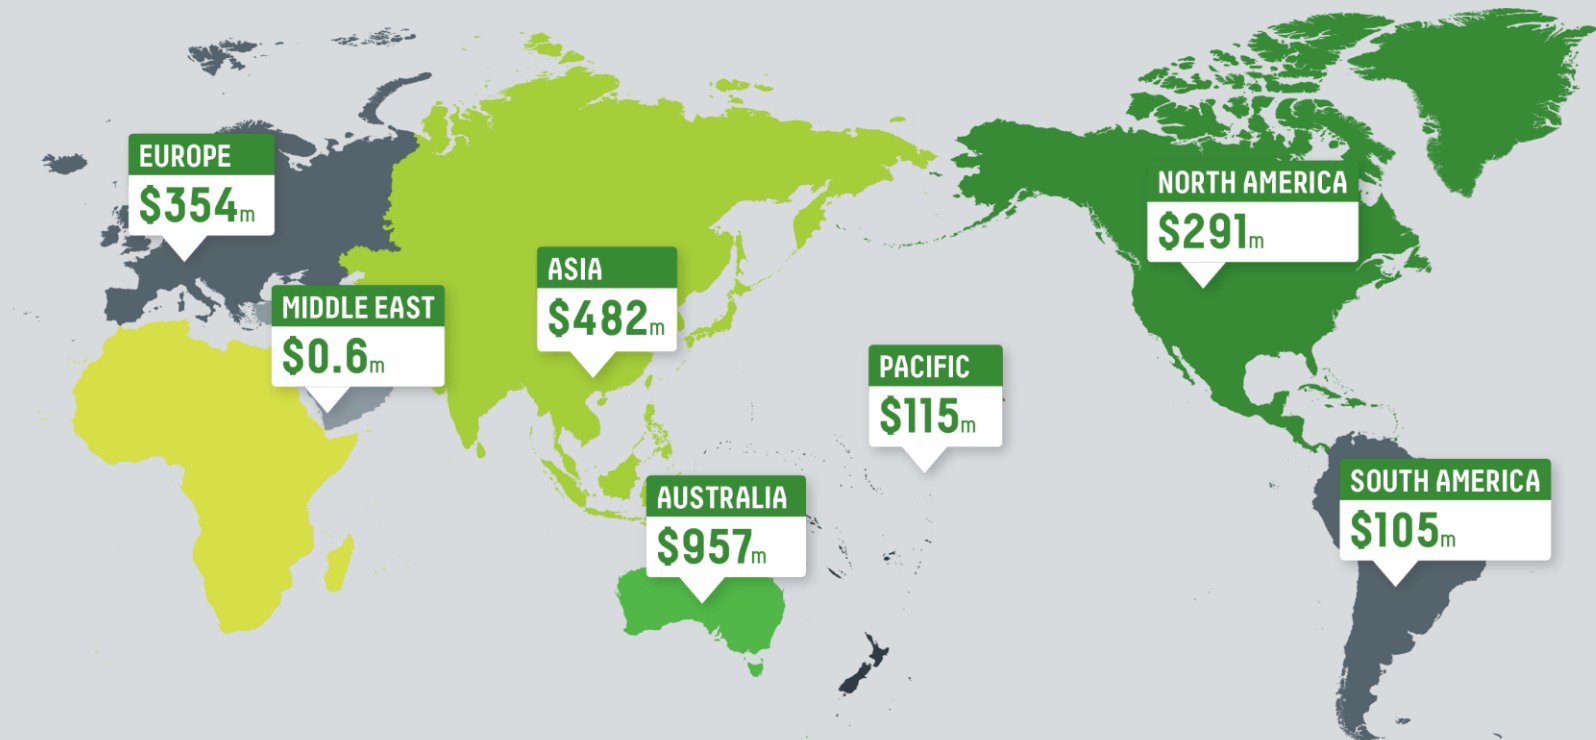 EUROPE
$354m
NORTH AMERICA
$291m
ASIA
$482m
MIDDLE EAST
$0.6m
PACIFIC
$115m
SOUTH AMERICA
$105m
AUSTRALIA
$957m